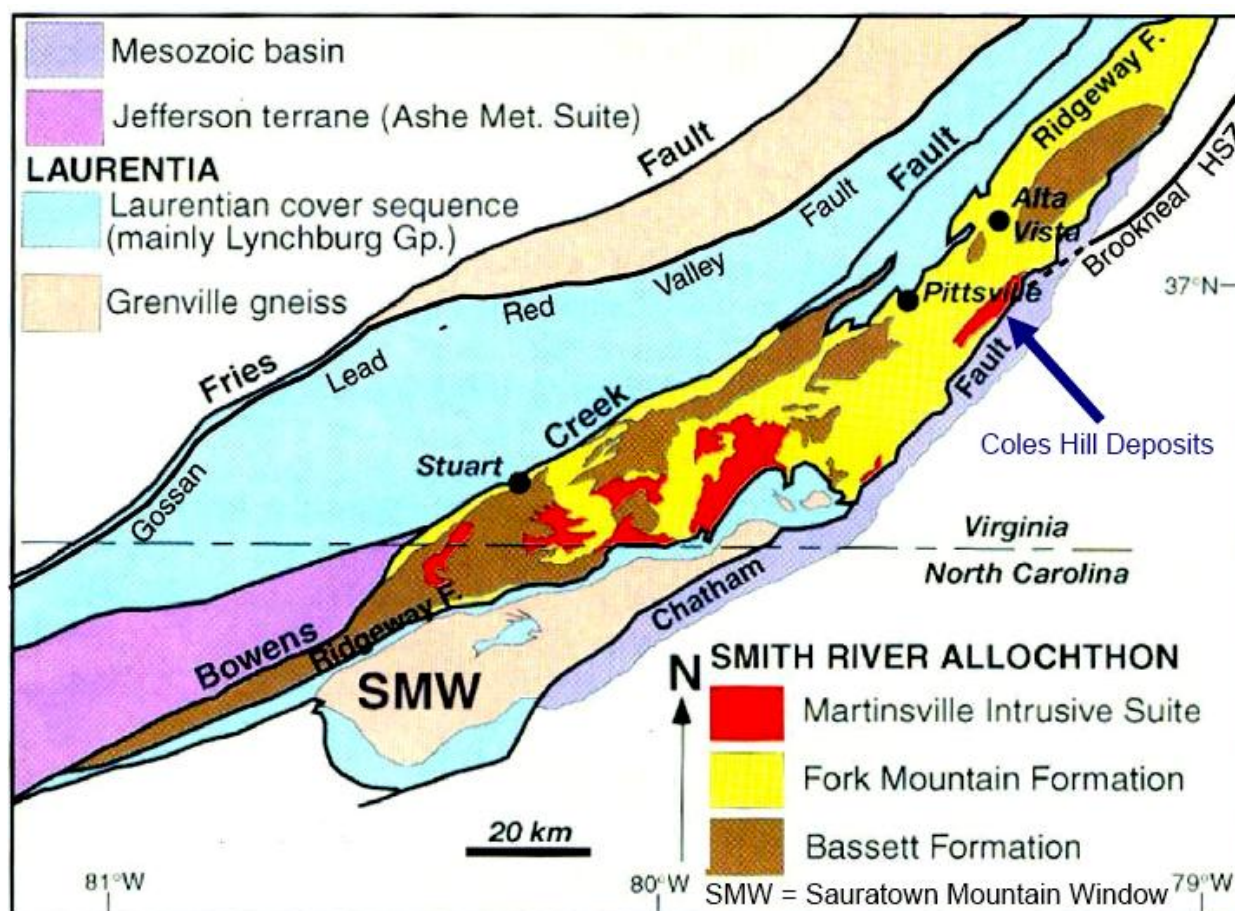 Mesozoic basin
Jefferson terrane (Ashe Met. Suite)
LAURENTIA
Laurentian cover sequence
(mainly Lynchburg Gp.)
Grenville gneiss
Fault
Ridgeway F.
Fault
Fault
Alta
Vista
Brookneal HSZ
37°N
Pittsville
Valley
Red
Lead
Fries
Gossan
Fault
Coles Hill Deposits
Creek
Stuart
Virginia
North Carolina
Chatham
Ridgeway F.
Bowens
SMW
N
SMITH RIVER ALLOCHTHON
Martinsville Intrusive Suite
Fork Mountain Formation
Bassett Formation
SMW = Sauratown Mountain Window
20 km
81°W
80°W
79°W